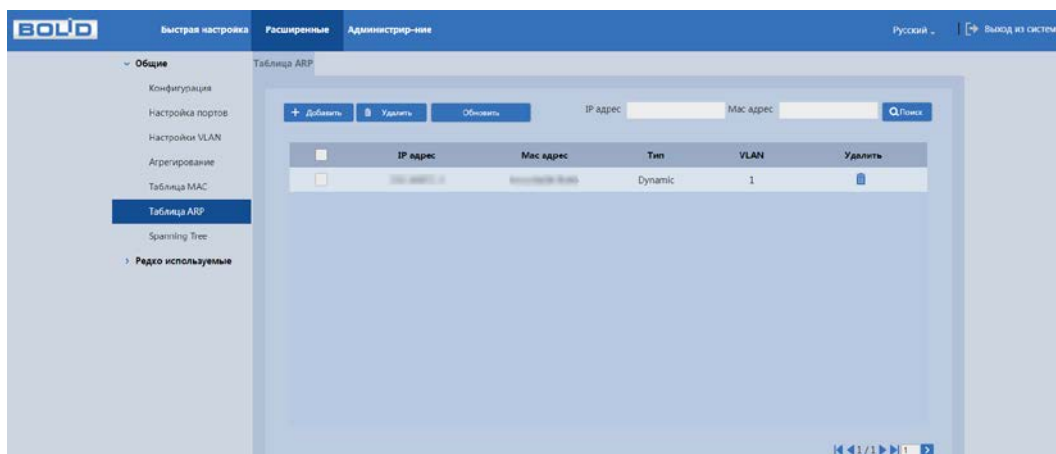 BOLID Быстрая настройка Расширенные Администрир-ние Русский Выход из систем
Общие Таблица ARP
Конфигурация
Настройка портов
Настройки VLAN
Агрегирование
Таблица MAC
Таблица ARP
Spanning Tree
Редко используемые
+ Добавить Удалить Обновить IP адрес Mac адрес Поиск
IP адрес Mac адрес Тип VLAN Удалить
Dynamic 1
1/1 1